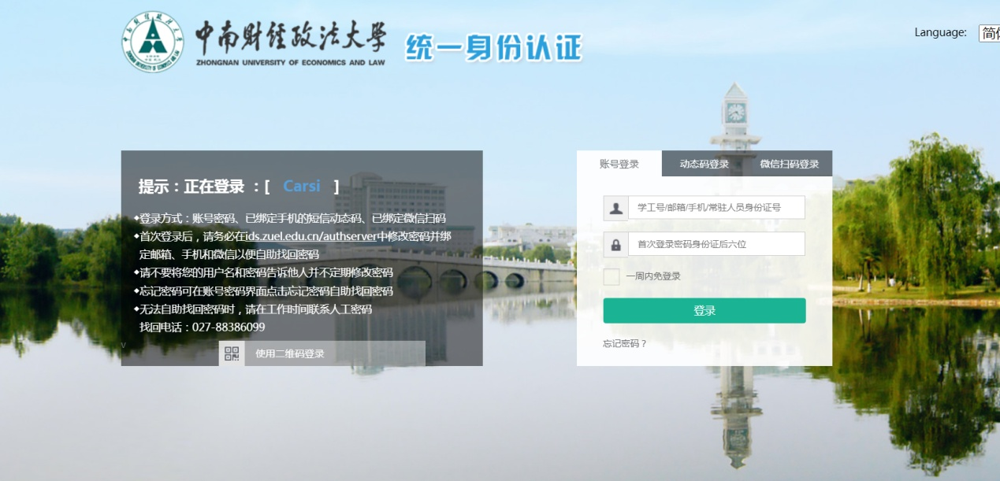 中南财经政法大学
ZHONGNAN UNIVERSITY OF ECONOMICS AND LAW
统一身份认证
Language:
简体
提示：正在登录 ：[ Carsi ]
◆登录方式：账号密码、已绑定手机的短信动态码、已绑定微信扫码
◆首次登录后，请务必在ids.zuel.edu.cn/authserver中修改密码并绑
定邮箱、手机和微信以便自助找回密码
◆请不要将您的用户名和密码告诉他人并不定期修改密码
◆忘记密码可在账号密码界面点击忘记密码自助找回密码
◆无法自助找回密码时，请在工作时间联系人工密码
找回电话：027-88386099
v
使用二维码登录
账号登录
动态码登录
微信扫码登录
学工号/邮箱/手机/常驻人员身份证号
首次登录密码身份证后六位
一周内免登录
登录
忘记密码？